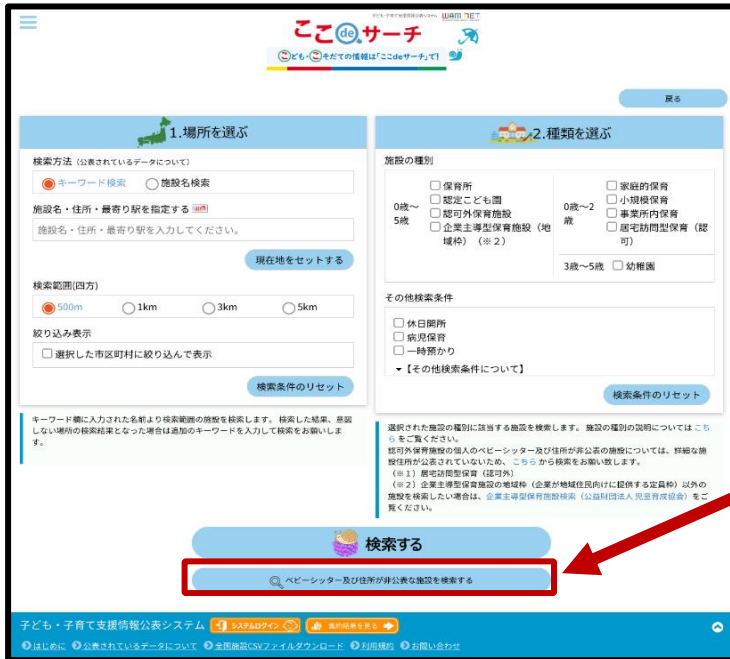 子ども・子育て支援情報公表システム WAM NET
ここdeサーチ
こども・こそだての情報は「ここdeサーチ」で!
戻る
1.場所を選ぶ
検索方法（公表されているデータについて）
キーワード検索 施設名検索
施設名・住所・最寄り駅を指定する
施設名・住所・最寄り駅を入力してください。
現在地をセットする
検索範囲(四方)
500m 1km 3km 5km
絞り込み表示
選択した市区町村に絞り込んで表示
検索条件のリセット
キーワード欄に入力された名前より検索範囲の施設を検索します。 検索した結果、意図
しない場所の検索結果となった場合は追加のキーワードを入力して検索をお願いしま
す。
2.種類を選ぶ
施設の種別
0歳～
5歳
保育所
認定こども園
認可外保育施設
企業主導型保育施設（地
域枠）（※２）
0歳～2
歳
家庭的保育
小規模保育
事業所内保育
居宅訪問型保育（認
可）
3歳～5歳 幼稚園
その他検索条件
休日開所
病児保育
一時預かり
【その他検索条件について】
検索条件のリセット
選択された施設の種別に該当する施設を検索します。 施設の種別の説明については こち
ら をご覧ください。
認可外保育施設の個人のベビーシッター及び住所が非公表の施設については、詳細な施
設住所が公表されていないため、 こちら から検索をお願い致します。
（※１）居宅訪問型保育（認可外）
（※２）企業主導型保育施設の地域枠（企業が地域住民向けに提供する定員枠）以外の
施設を検索したい場合は、企業主導型保育施設検索（公益財団法人 児童育成協会）をご
覧ください。
検索する
ベビーシッター及び住所が非公表な施設を検索する
子ども・子育て支援情報公表システム システムログイン 集約結果を見る
はじめに 公表されているデータについて 全国施設CSVファイルダウンロード 利用規約 お問い合わせ